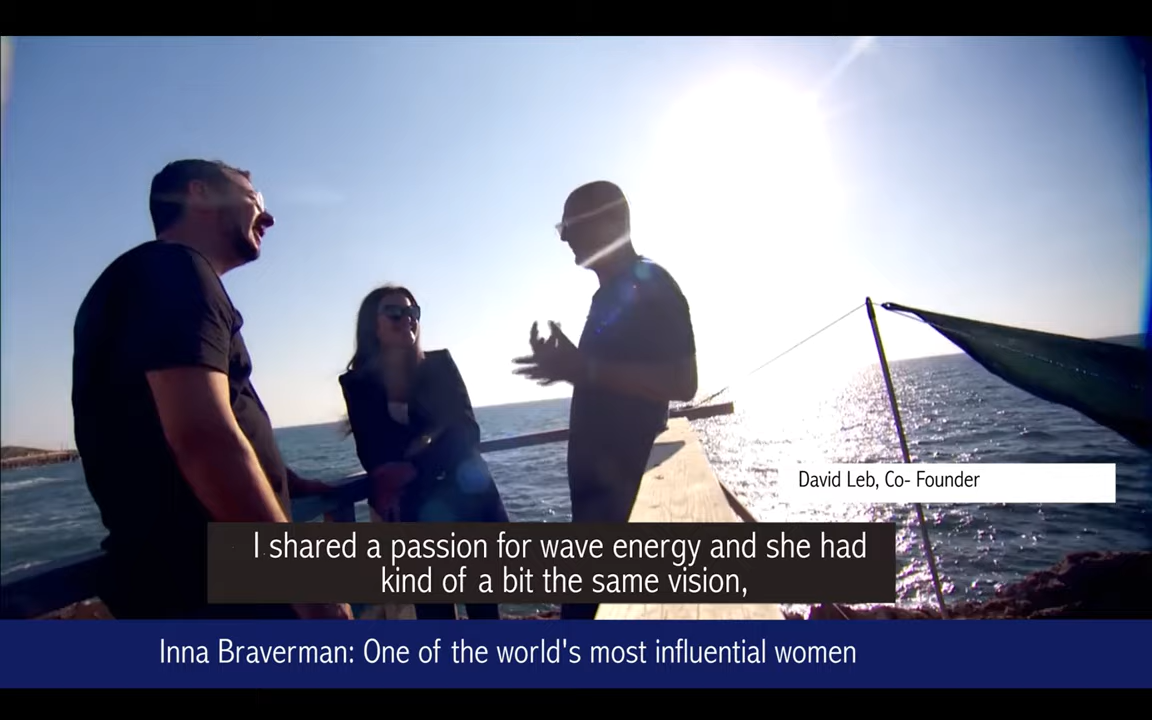 David Leb, Co- Founder
I shared a passion for wave energy and she had
kind of a bit the same vision,
Inna Braverman: One of the world's most influential women